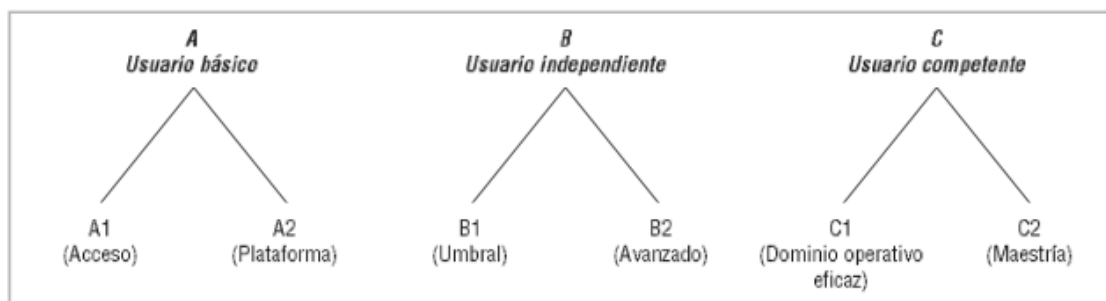 A
Usuario básico
B
Usuario independiente
C
Usuario competente
A1
(Acceso)
A2
(Plataforma)
B1
(Umbral)
B2
(Avanzado)
C1
(Dominio operativo
eficaz)
C2
(Maestría)